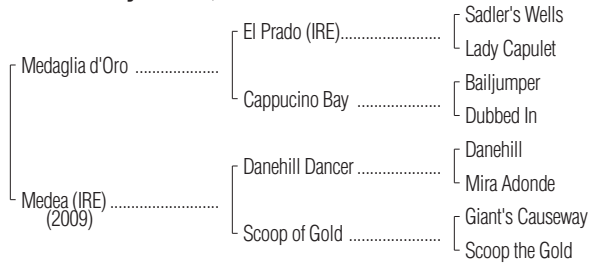 Sadler's Wells
El Prado (IRE)....................
Lady Capulet
Medaglia d'Oro .................
Bailjumper
Cappucino Bay .................
Dubbed In
Danehill
Danehill Dancer.................
Mira Adonde
Medea (IRE)......................
(2009)
Giant's Causeway
Scoop of Gold ...................
Scoop the Gold